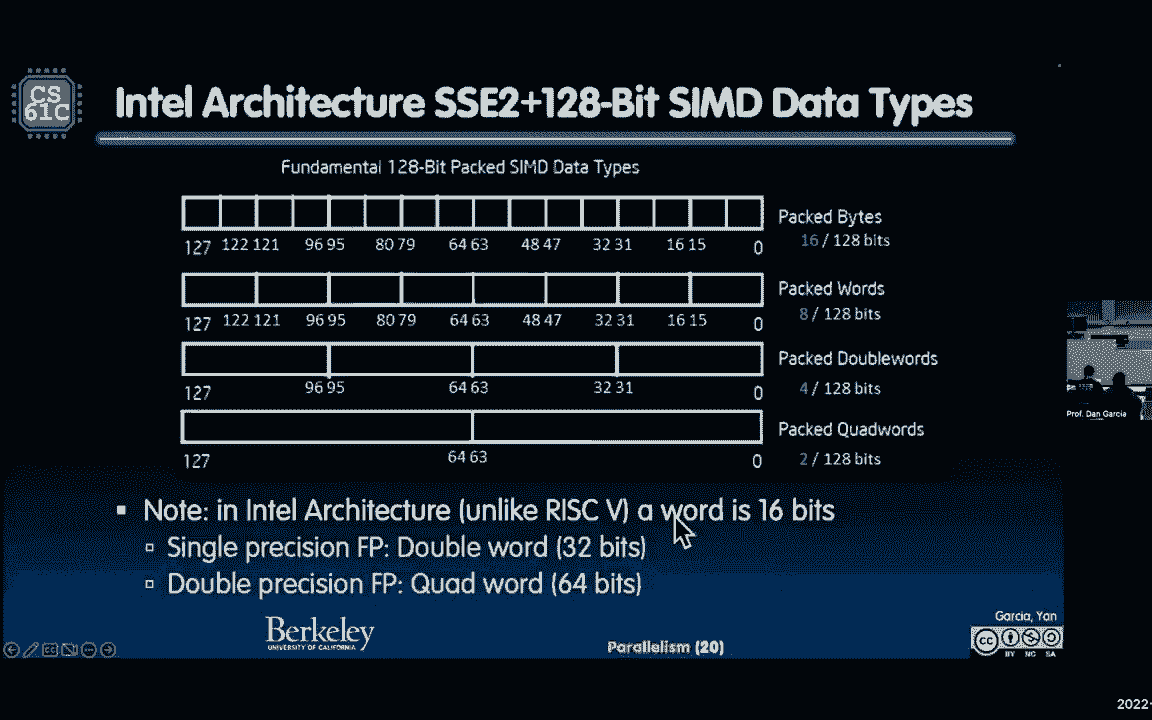 CS
61C
Intel Architecture SSE2+128-Bit SIMD Data Types
Fundamental 128-Bit Packed SIMD Data Types
Packed Bytes
127 122 121 96 95 80 79 64 63 48 47 32 31 16 15 0
16 / 128 bits
Packed Words
127 122 121 96 95 80 79 64 63 48 47 32 31 16 15 0
8 / 128 bits
Packed Doublewords
127 96 95 64 63 32 31 0
4 / 128 bits
Packed Quadwords
127 64 63 0
2 / 128 bits
Prof. Dan Garcia
▪ Note: in Intel Architecture (unlike RISC V) a word is 16 bits
▫ Single precision FP: Double word (32 bits)
▫ Double precision FP: Quad word (64 bits)
Berkeley
UNIVERSITY OF CALIFORNIA
Parallelism (20)
Garcia, Yan
cc
BY NC SA
2022-